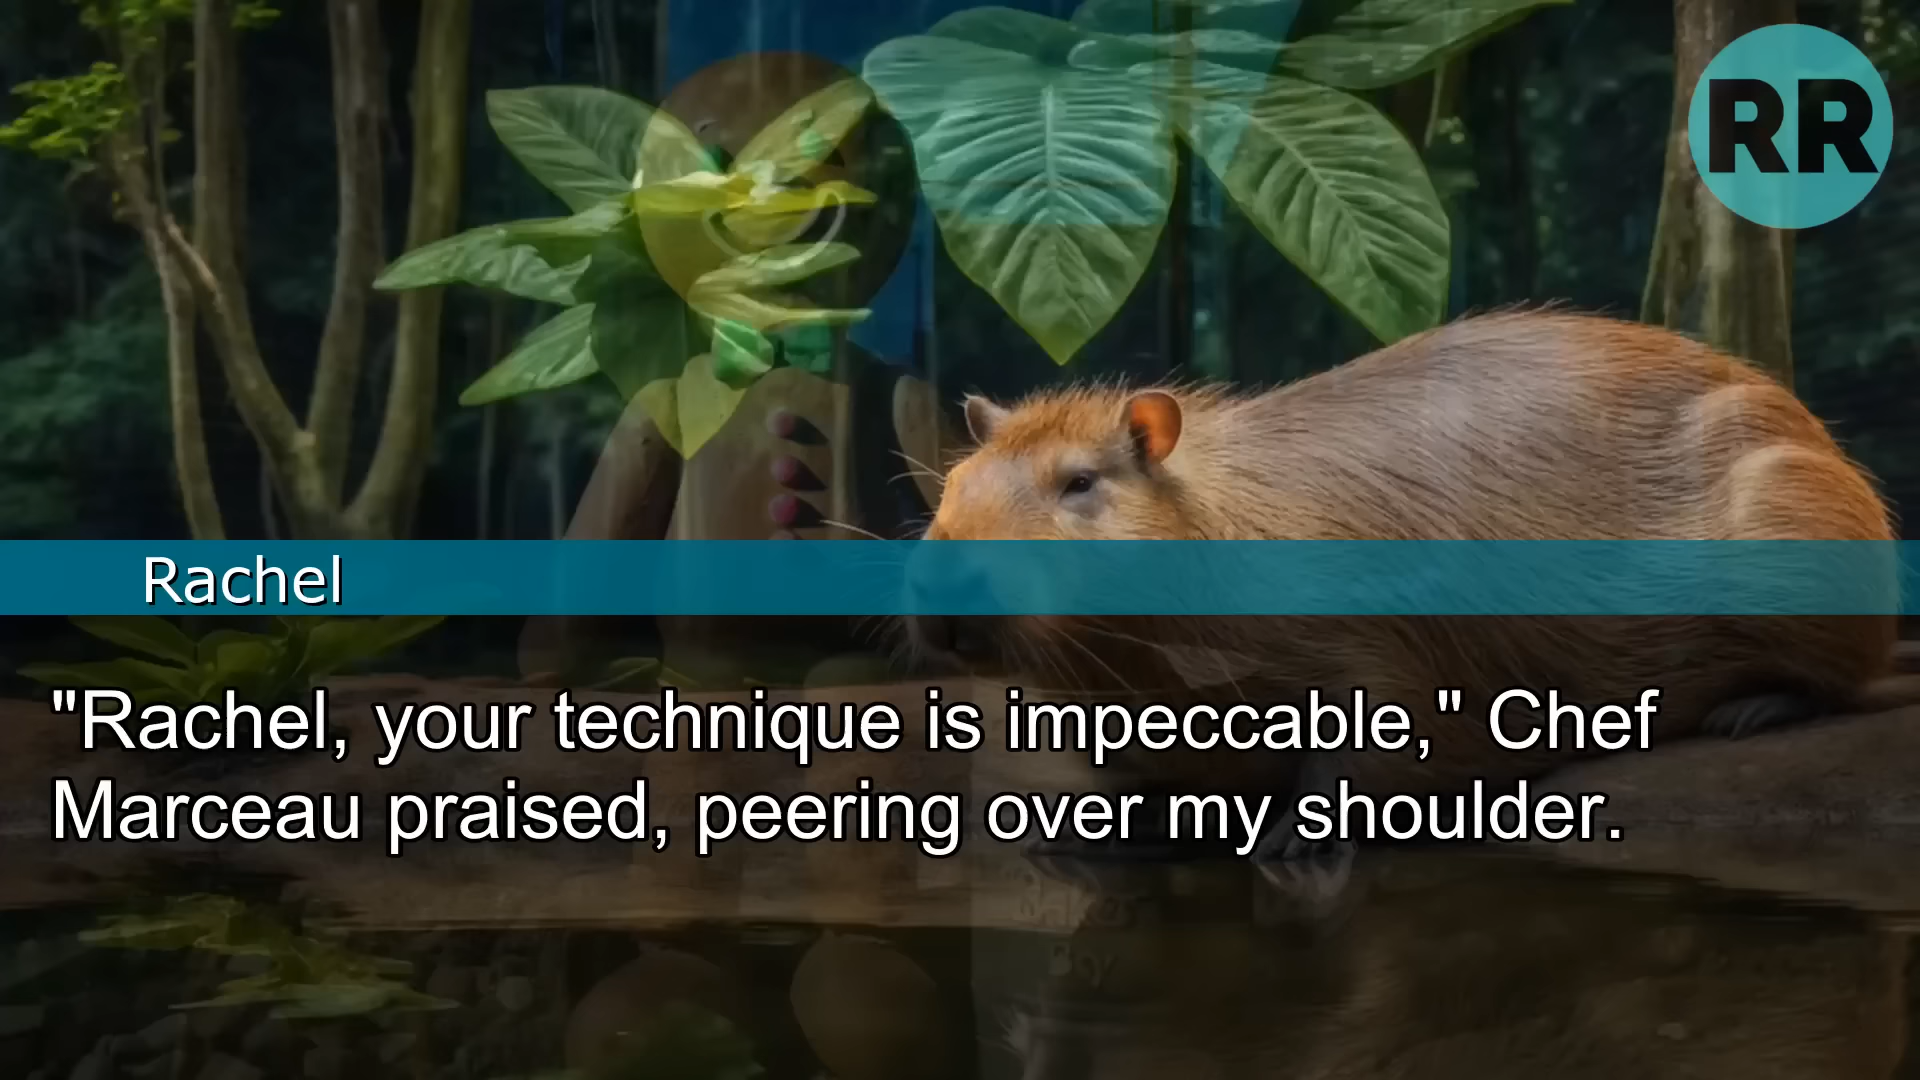 RR
Rachel
"Rachel, your technique is impeccable," Chef
Marceau praised, peering over my shoulder.